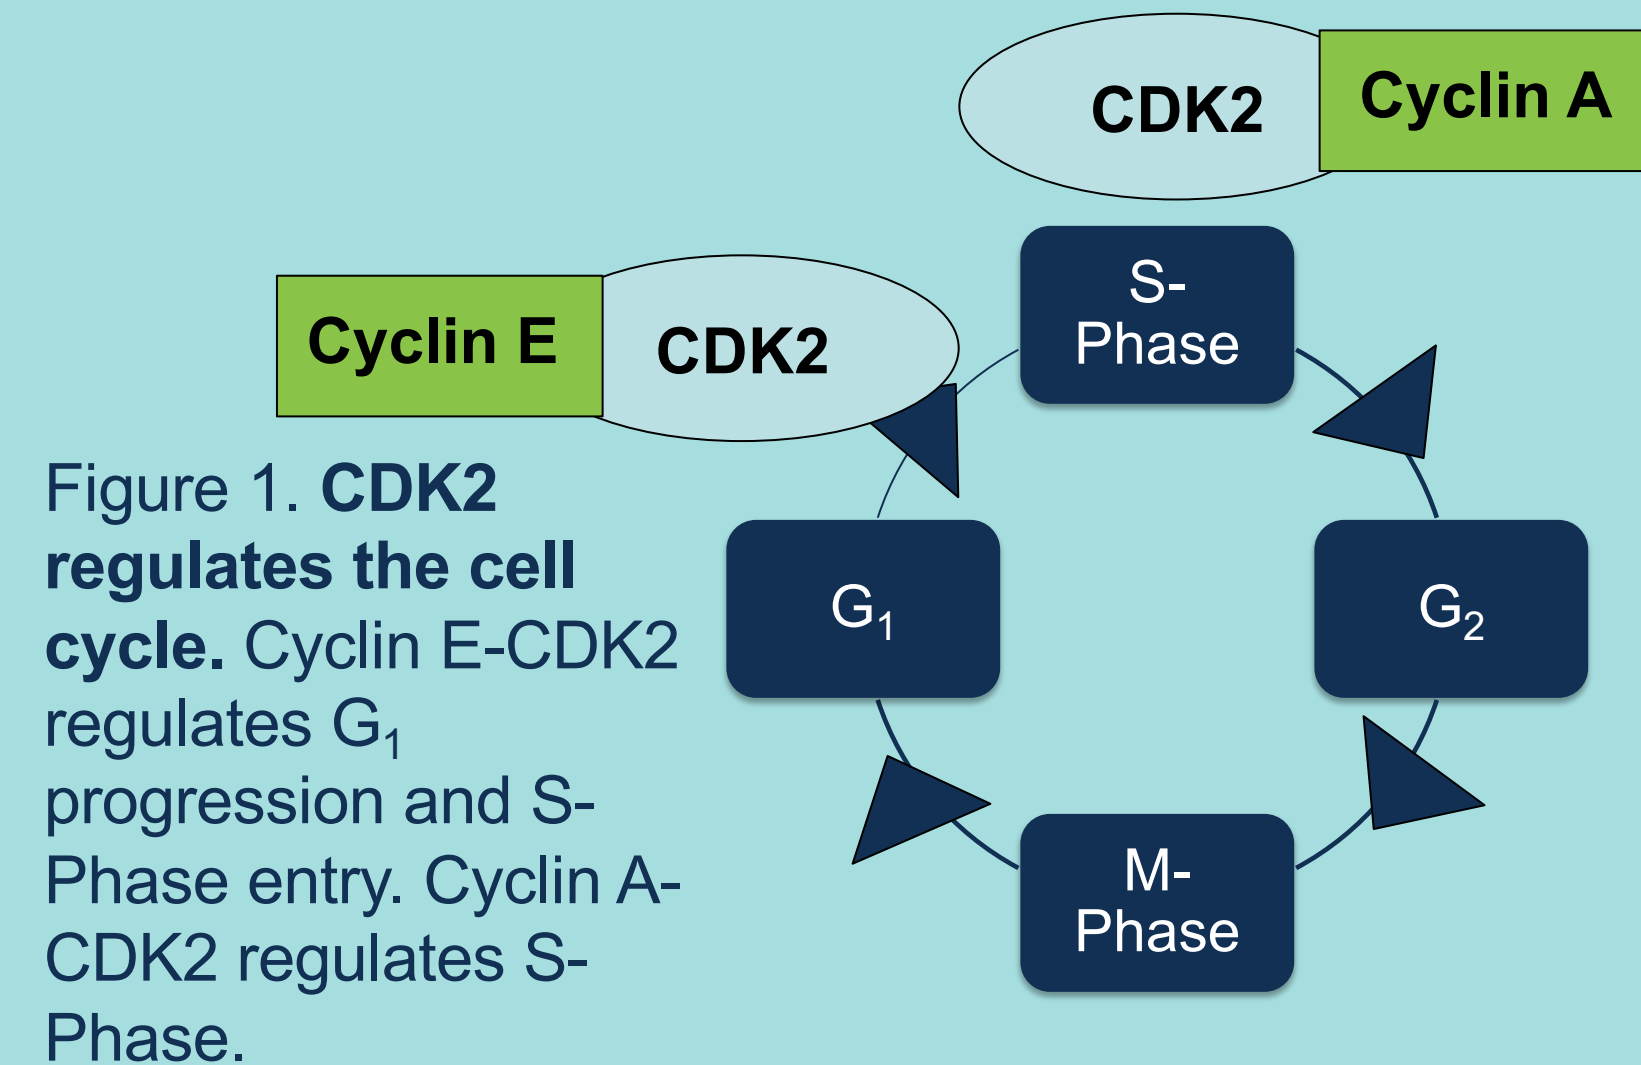 CDK2
Cyclin A
Cyclin E
CDK2
S-
Phase
G₁
G₂
M-
Phase
Figure 1. CDK2
regulates the cell
cycle. Cyclin E-CDK2
regulates G₁
progression and S-
Phase entry. Cyclin A-
CDK2 regulates S-
Phase.